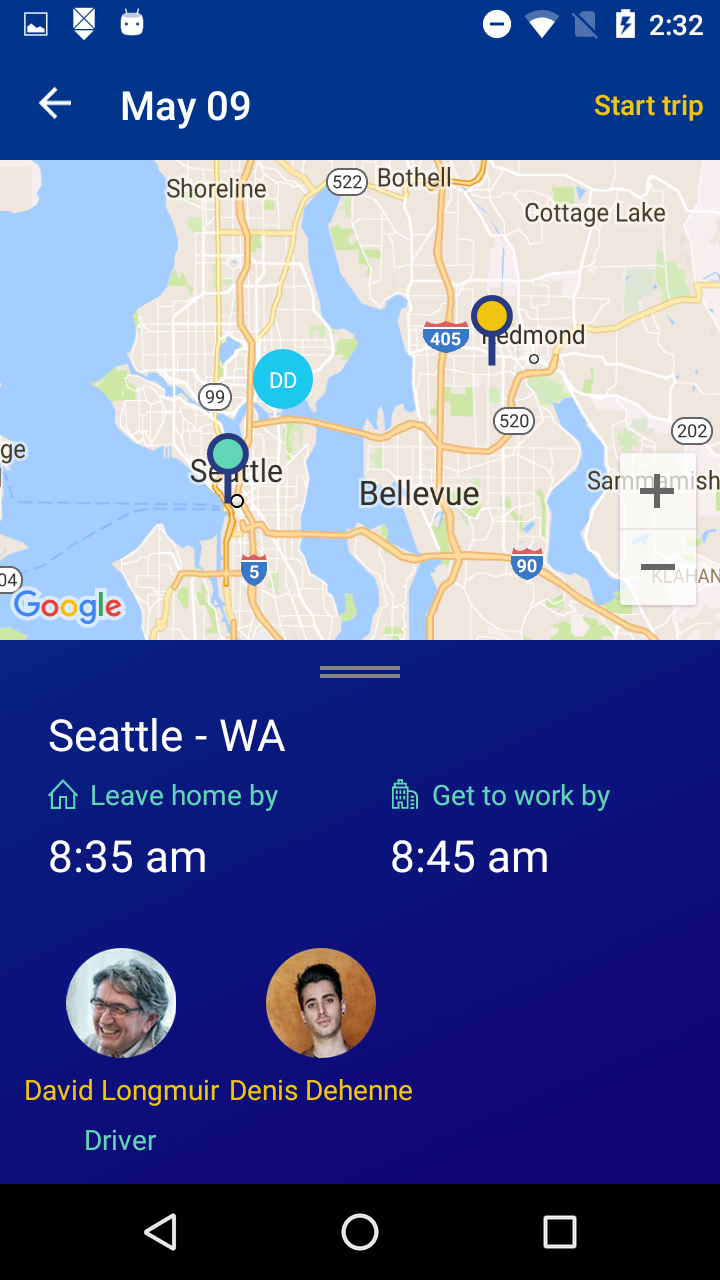 2:32
May 09
Start trip
Shoreline
522
Bothell
Cottage Lake
405
Redmond
DD
99
520
202
ge
Seattle
Bellevue
Sammamish
5
90
04
KLAHAN
Google
Seattle - WA
Leave home by
Get to work by
8:35 am
8:45 am
David Longmuir
Denis Dehenne
Driver